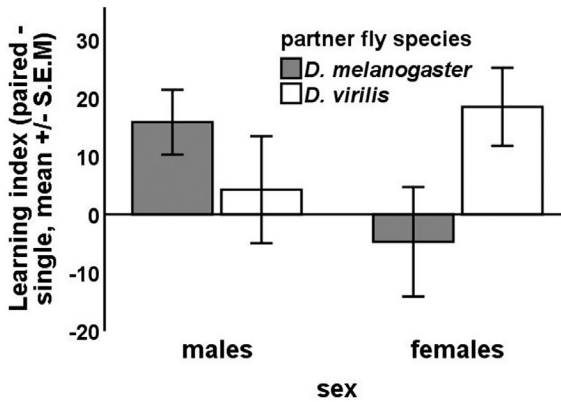 Learning index (paired -
single, mean +/- S.E.M)
30
20
10
0
-10
-20
partner fly species
D. melanogaster
D. virilis
males females
sex